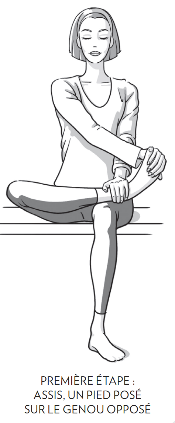 PREMIÈRE ÉTAPE :
ASSIS, UN PIED POSÉ
SUR LE GENOU OPPOSÉ